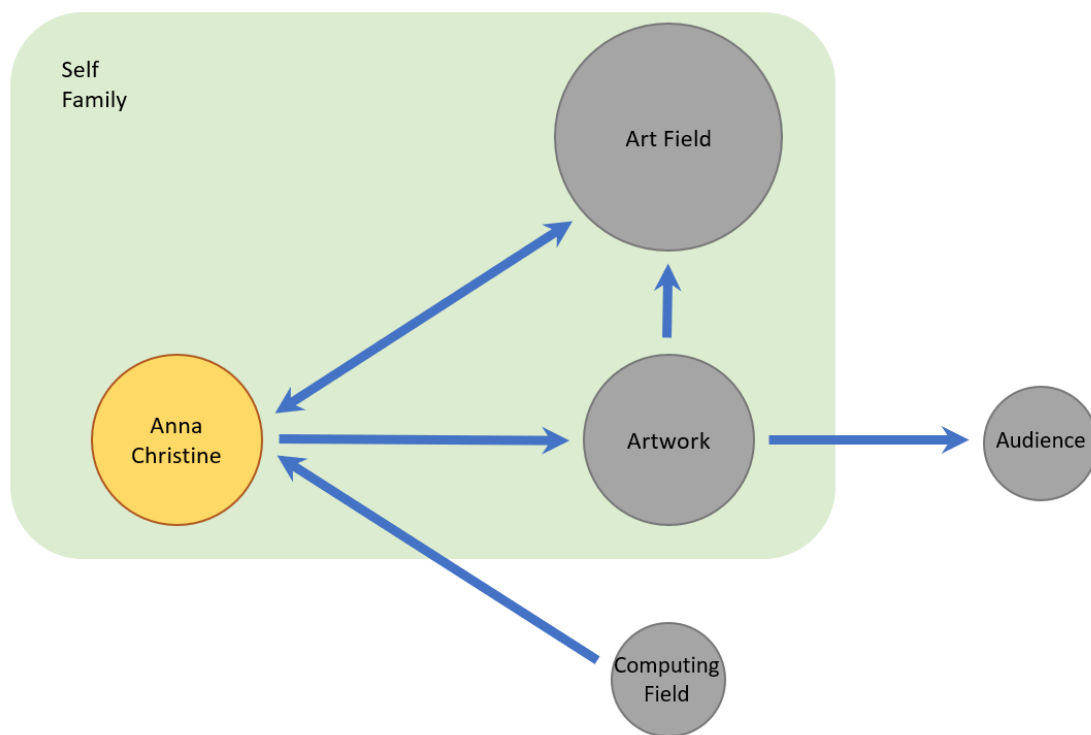 Self
Family
Art Field
Anna
Christine
Artwork
Audience
Computing
Field